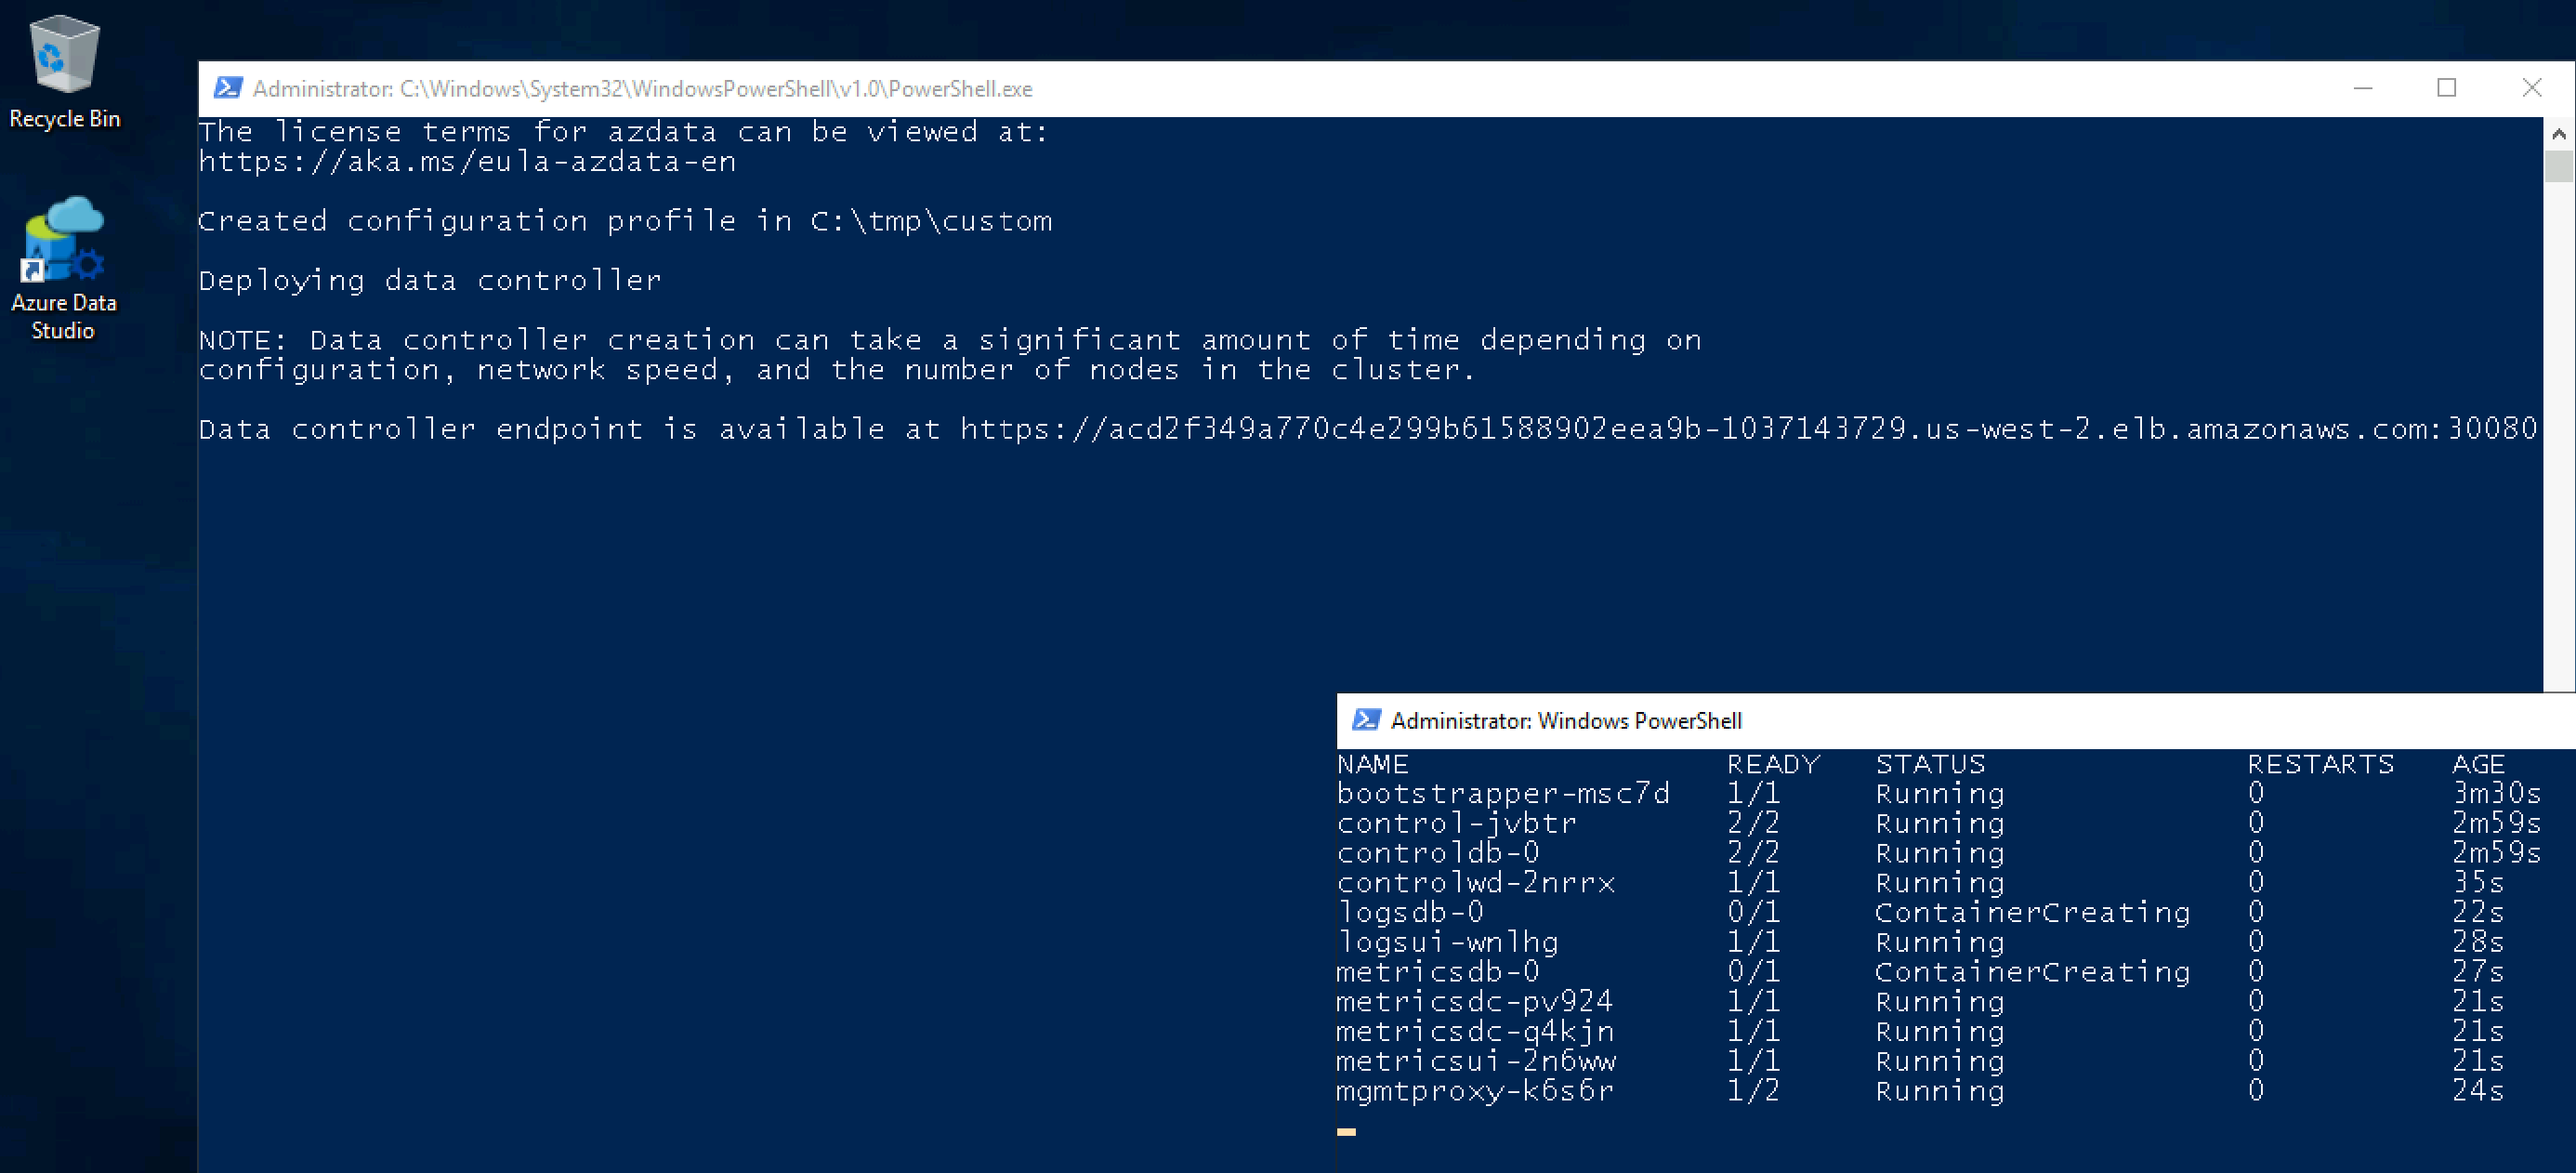 Recycle Bin
Azure Data
Studio
Administrator: C:\Windows\System32\WindowsPowerShell\v1.0\PowerShell.exe
The license terms for azdata can be viewed at:
https://aka.ms/eula-azdata-en
Created configuration profile in C:\tmp\custom
Deploying data controller
NOTE: Data controller creation can take a significant amount of time depending on
configuration, network speed, and the number of nodes in the cluster.
Data controller endpoint is available at https://acd2f349a770c4e299b61588902eea9b-1037143729.us-west-2.elb.amazonaws.com:30080
Administrator: Windows PowerShell
NAME READY STATUS RESTARTS AGE
bootstrapper-msc7d 1/1 Running 0 3m30s
control-jvbtr 2/2 Running 0 2m59s
controldb-0 2/2 Running 0 2m59s
controlwd-2nrrx 1/1 Running 0 35s
logsdb-0 0/1 ContainerCreating 0 22s
logsui-wnlhg 1/1 Running 0 28s
metricsdb-0 0/1 ContainerCreating 0 27s
metricsdc-pv924 1/1 Running 0 21s
metricsdc-q4kjn 1/1 Running 0 21s
metricsui-2n6ww 1/1 Running 0 21s
mgmtproxy-k6s6r 1/2 Running 0 24s